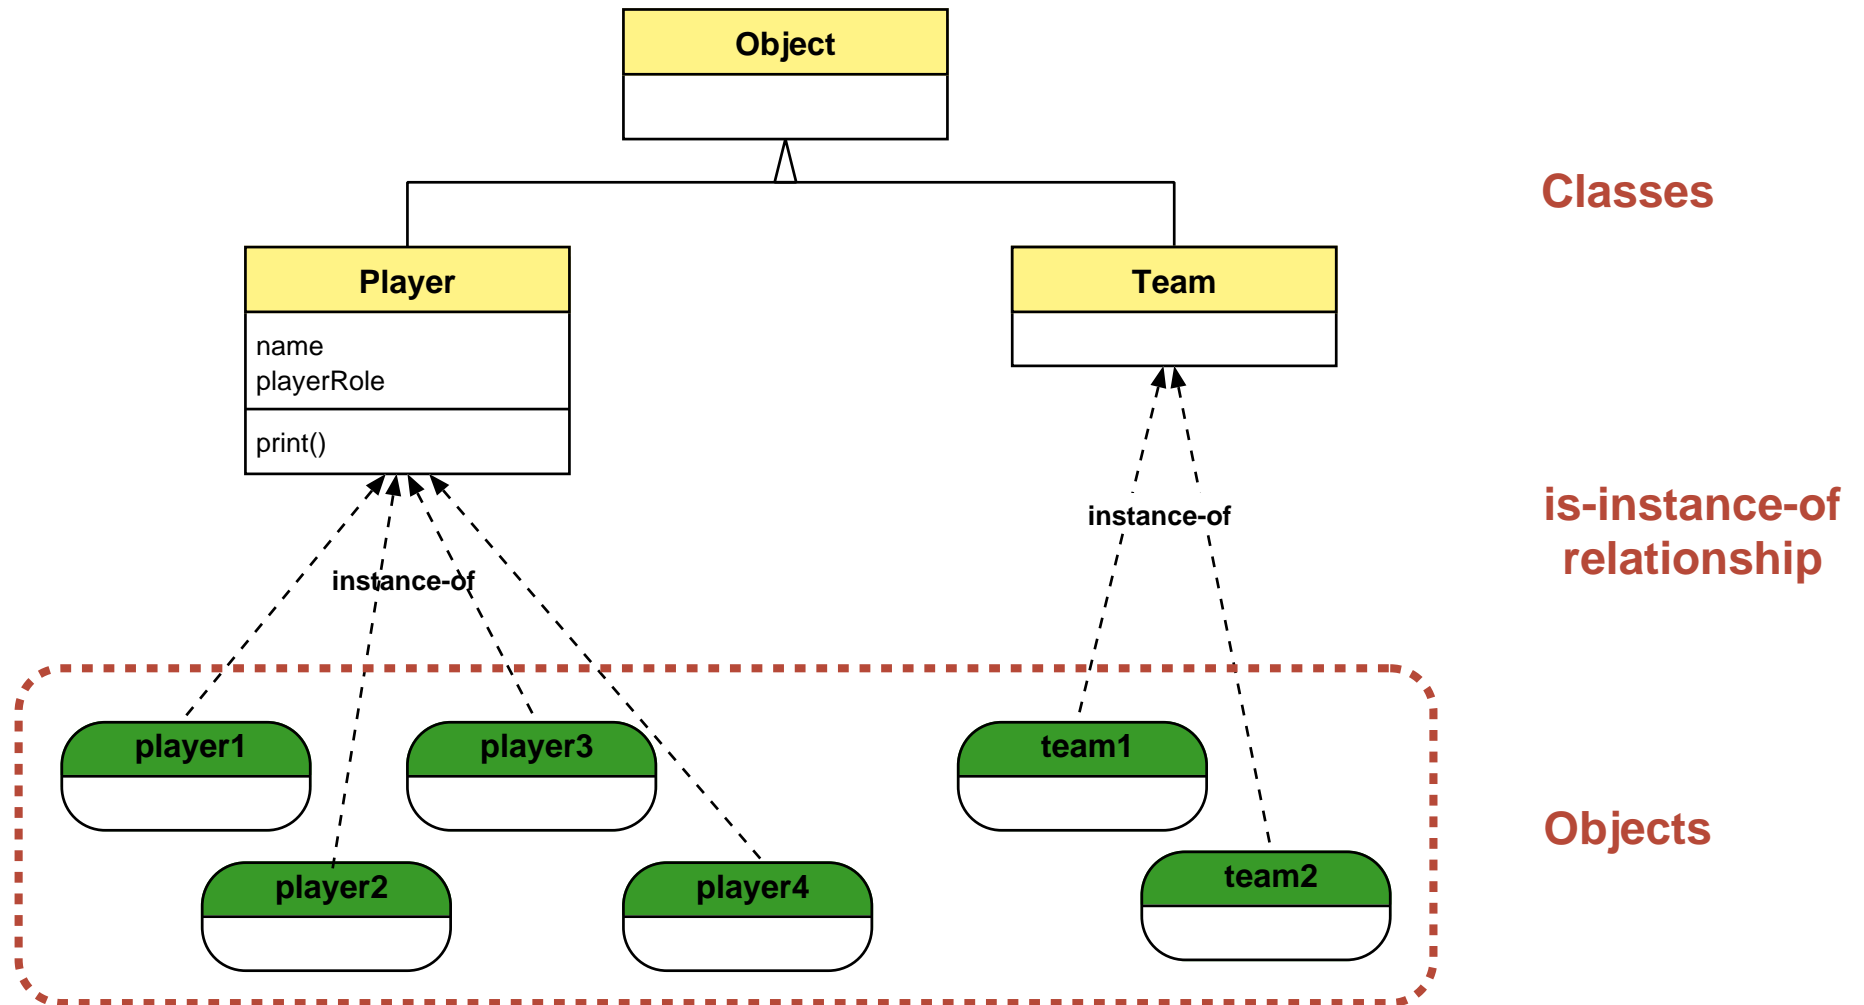 Object
Classes
Player
Team
name
playerRole
print()
instance-of
is-instance-of
relationship
instance-of
player1
player3
team1
Objects
player2
player4
team2